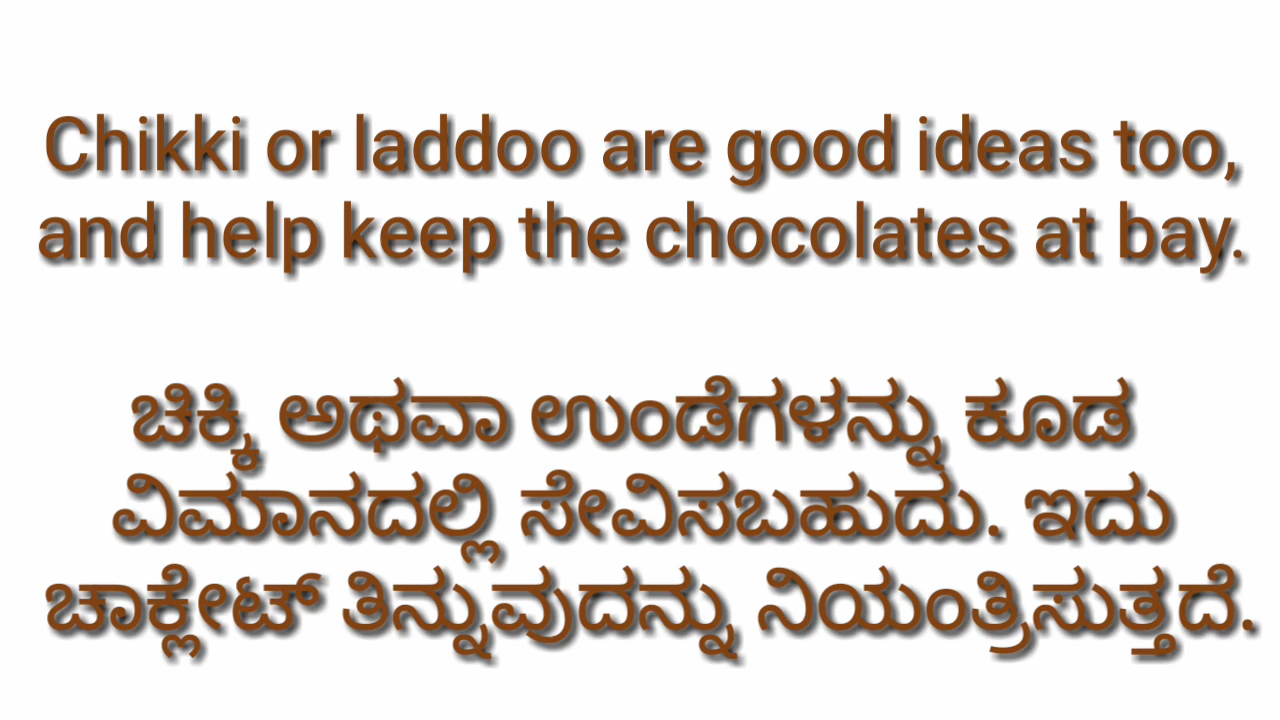 Chikki or laddoo are good ideas too,
and help keep the chocolates at bay.
ಚಿಕ್ಕಿ ಅಥವಾ ಉಂಡೆಗಳನ್ನು ಕೂಡ
ವಿಮಾನದಲ್ಲಿ ಸೇವಿಸಬಹುದು. ಇದು
ಚಾಕ್ಲೇಟ್ ತಿನ್ನುವುದನ್ನು ನಿಯಂತ್ರಿಸುತ್ತದೆ.